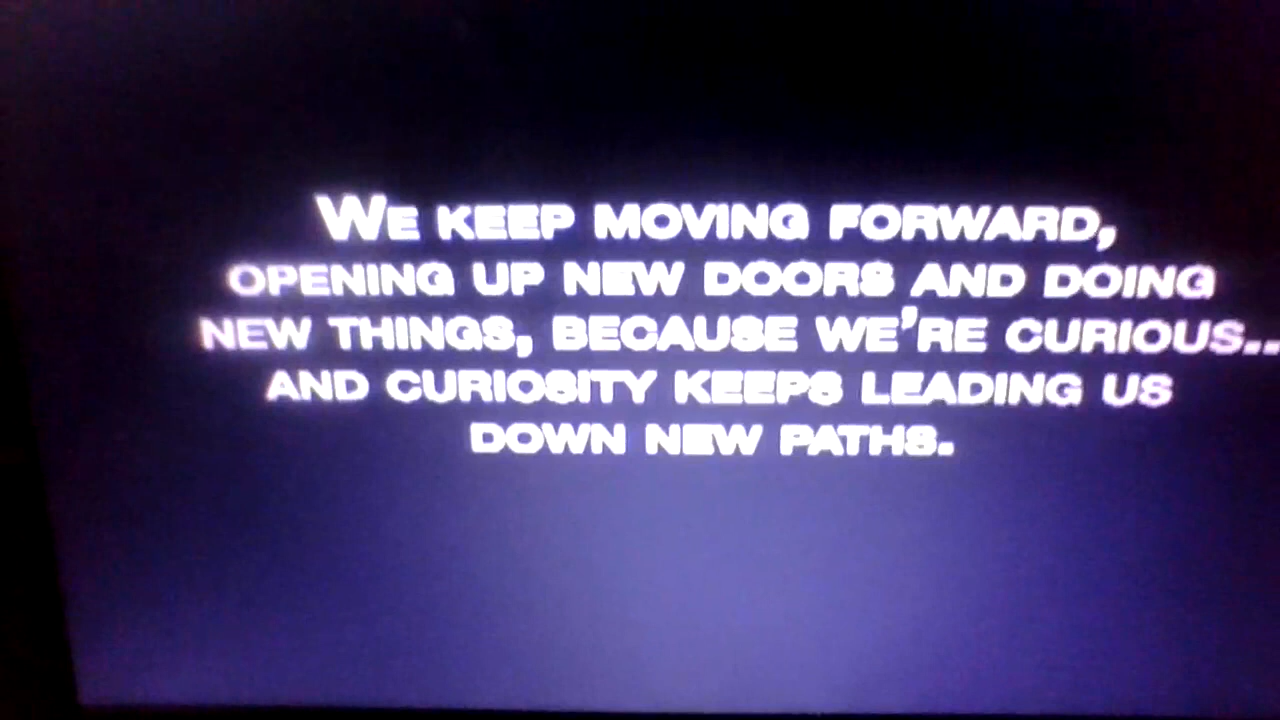 We keep moving forward,
opening up new doors and doing
new things, because we're curious..
and curiosity keeps leading us
down new paths.